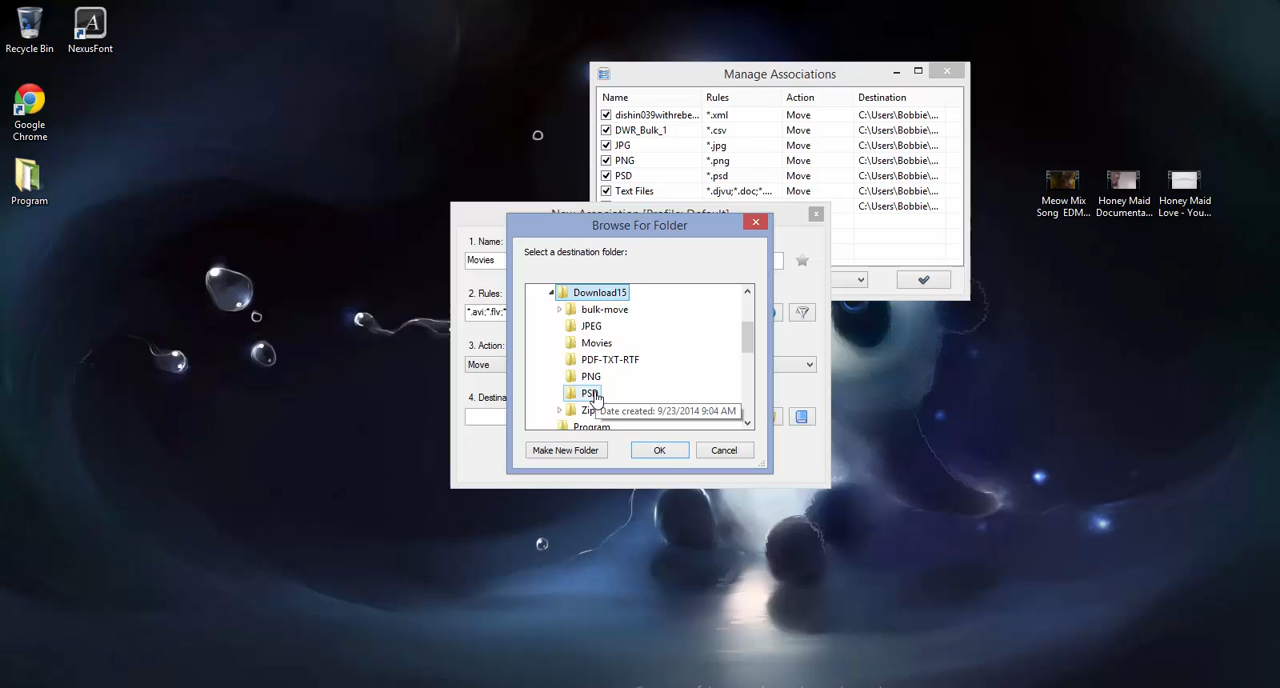 Recycle Bin
NexusFont
Google
Chrome
Program
Manage Associations
Name Rules Action Destination
dishin039withrebe... *.xml Move C:\Users\Bobbie\...
DWR_Bulk_1 *.csv Move C:\Users\Bobbie\...
JPG *.jpg Move C:\Users\Bobbie\...
PNG *.png Move C:\Users\Bobbie\...
PSD *.psd Move C:\Users\Bobbie\...
Text Files *.djvu;*.doc;*.... Move C:\Users\Bobbie\...
C:\Users\Bobbie\...
New Association [Profile: Default]
1. Name:
Movies
2. Rules:
*.avi;*.flv;*
3. Action:
Move
4. Destina
Browse For Folder
Select a destination folder:
Download15
bulk-move
JPEG
Movies
PDF-TXT-RTF
PNG
PSD
Zip
Date created: 9/23/2014 9:04 AM
Program
Make New Folder OK Cancel
Meow Mix
Song EDM...
Honey Maid
Documenta...
Honey Maid
Love - You...